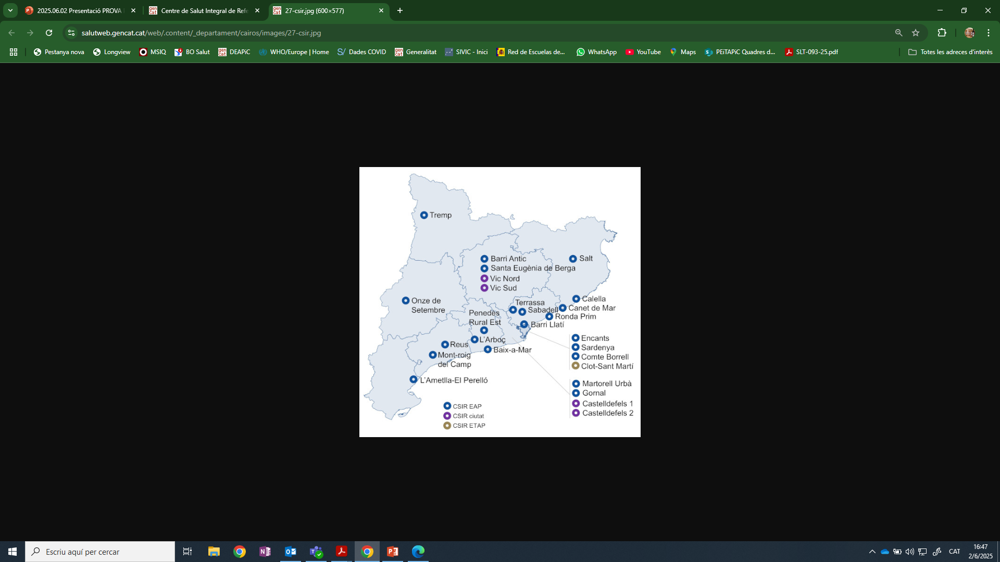 2025.06.02 Presentació PROVA
Centre de Salut Integral de Refe
27-csir.jpg (600×577)
salutweb.gencat.cat/web/.content/_departament/cairos/images/27-csir.jpg
Pestanya nova
Longview
MSIQ
BO Salut
DEAPiC
WHO/Europe | Home
Dades COVID
Generalitat
SIVIC - Inici
Red de Escuelas de...
WhatsApp
YouTube
Maps
PEiTAPiC Quadres d...
SLT-093-25.pdf
Totes les adreces d'interès
Tremp
Barri Antic
Santa Eugènia de Berga
Vic Nord
Vic Sud
Salt
Onze de
Setembre
Terrassa
Sabadell
Calella
Canet de Mar
Ronda Prim
Barri Llatí
Penedès
Rural Est
L'Arboç
Baix-a-Mar
Reus
Mont-roig
del Camp
L'Ametlla-El Perelló
Encants
Sardenya
Comte Borrell
Clot-Sant Martí
Martorell Urbà
Gornal
Castelldefels 1
Castelldefels 2
CSIR EAP
CSIR ciutat
CSIR ETAP
Escriu aquí per cercar
CAT
16:47
2/6/2025